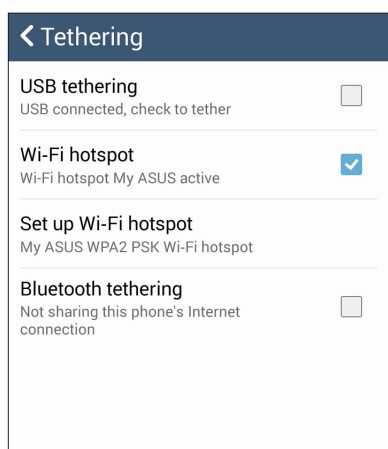 Tethering
USB tethering
USB connected, check to tether
Wi-Fi hotspot
Wi-Fi hotspot My ASUS active
Set up Wi-Fi hotspot
My ASUS WPA2 PSK Wi-Fi hotspot
Bluetooth tethering
Not sharing this phone's Internet
connection